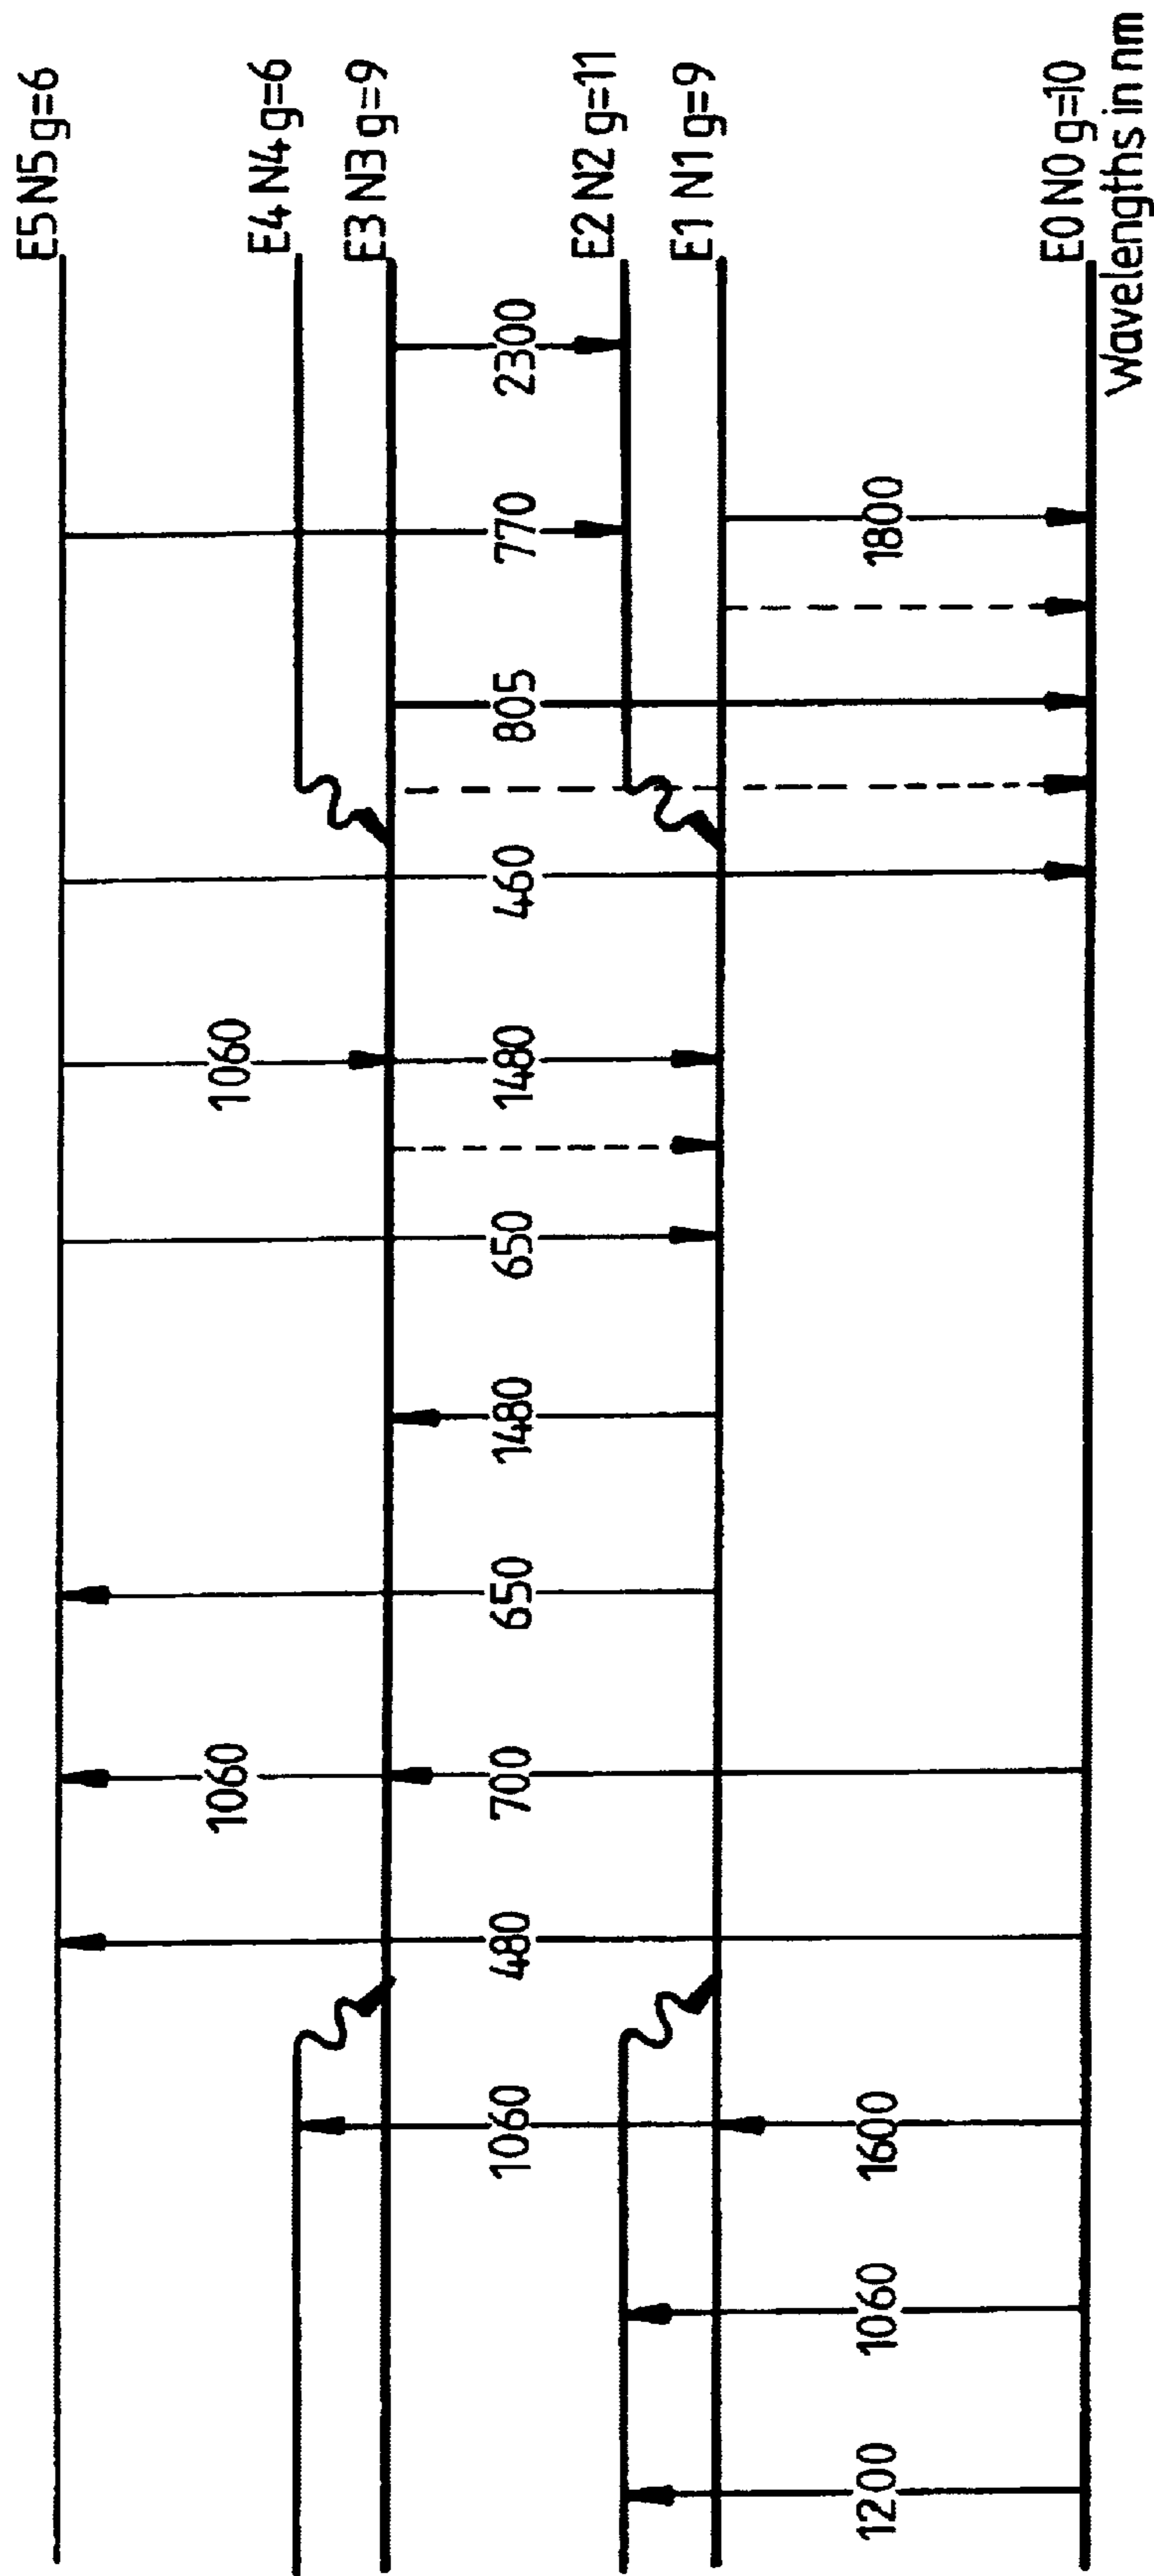 E5 N5 g=6
1060 1060
E4 N4 g=6
E3 N3 g=9
1060 480 700 650 1480 650 1480 460 805 770 2300
E2 N2 g=11
E1 N1 g=9
1200 1060 1600 1800
E0 N0 g=10
Wavelengths in nm